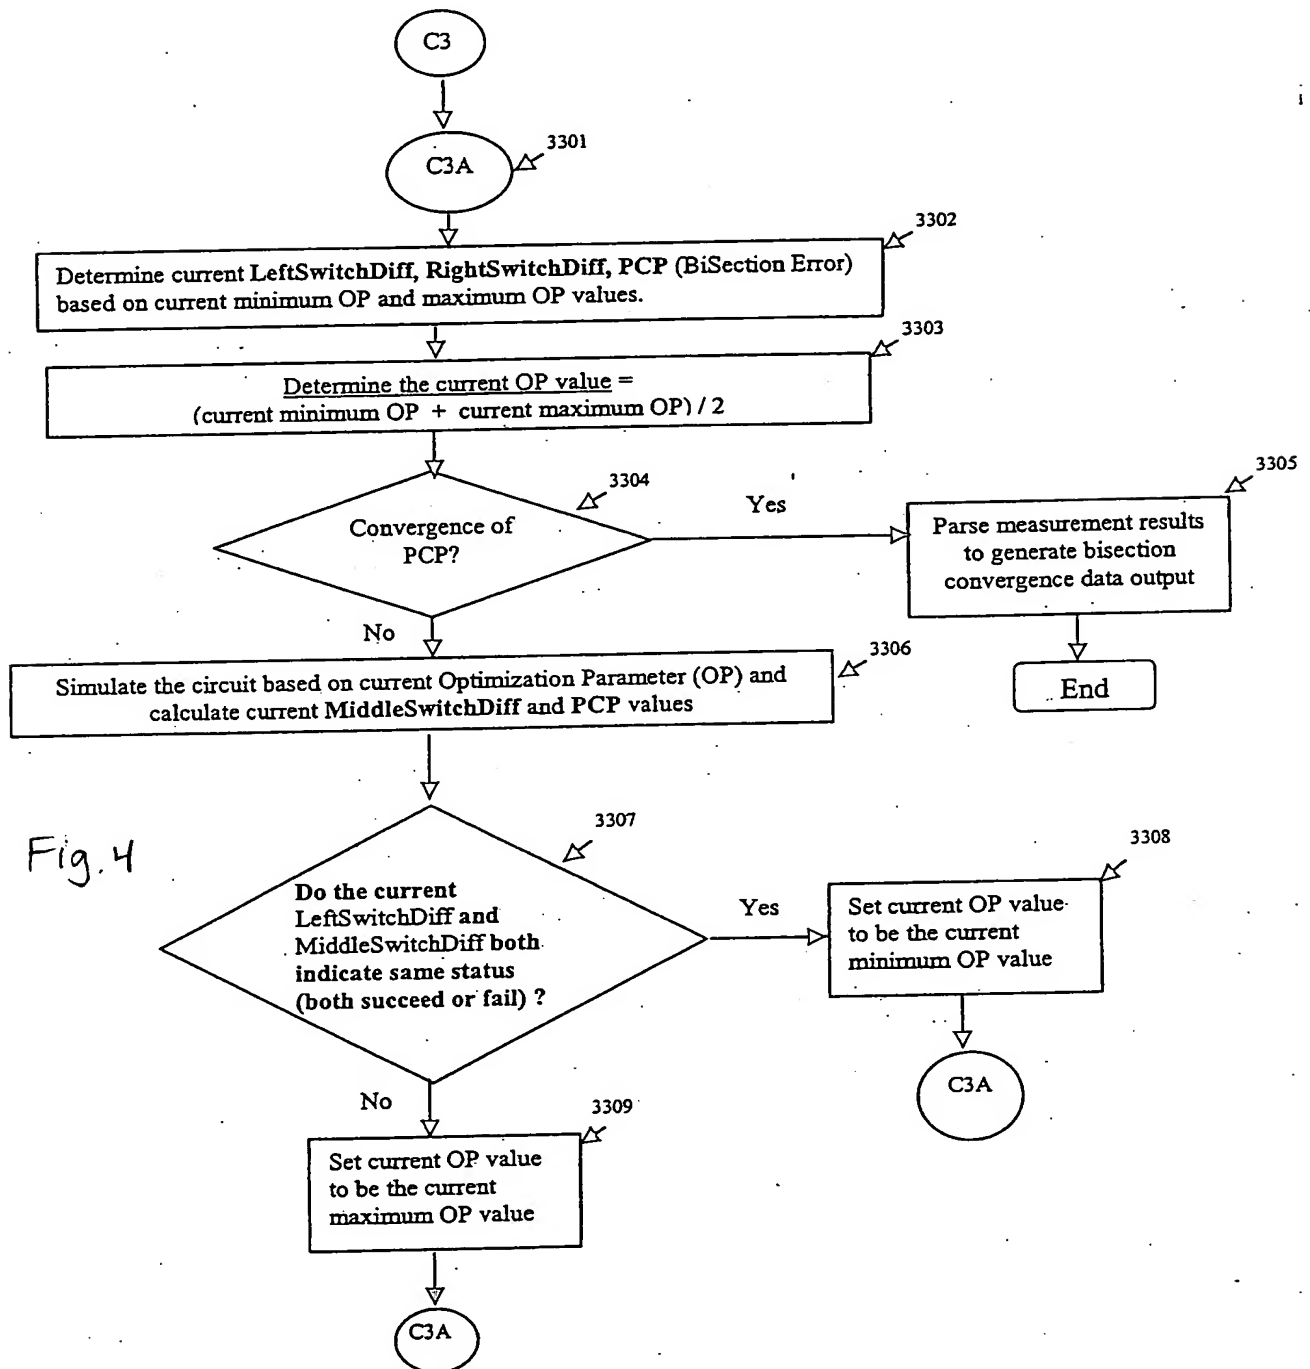 C3
C3A
3301
3302
Determine current LeftSwitchDiff, RightSwitchDiff, PCP (BiSection Error)
based on current minimum OP and maximum OP values.
3303
Determine the current OP value =
(current minimum OP + current maximum OP) / 2
3304
Convergence of
PCP?
Yes
3305
Parse measurement results
to generate bisection
convergence data output
End
No
3306
Simulate the circuit based on current Optimization Parameter (OP) and
calculate current MiddleSwitchDiff and PCP values
Fig. 4
3307
Do the current
LeftSwitchDiff and
MiddleSwitchDiff both
indicate same status
(both succeed or fail) ?
Yes
3308
Set current OP value
to be the current
minimum OP value
C3A
No
3309
Set current OP value
to be the current
maximum OP value
C3A